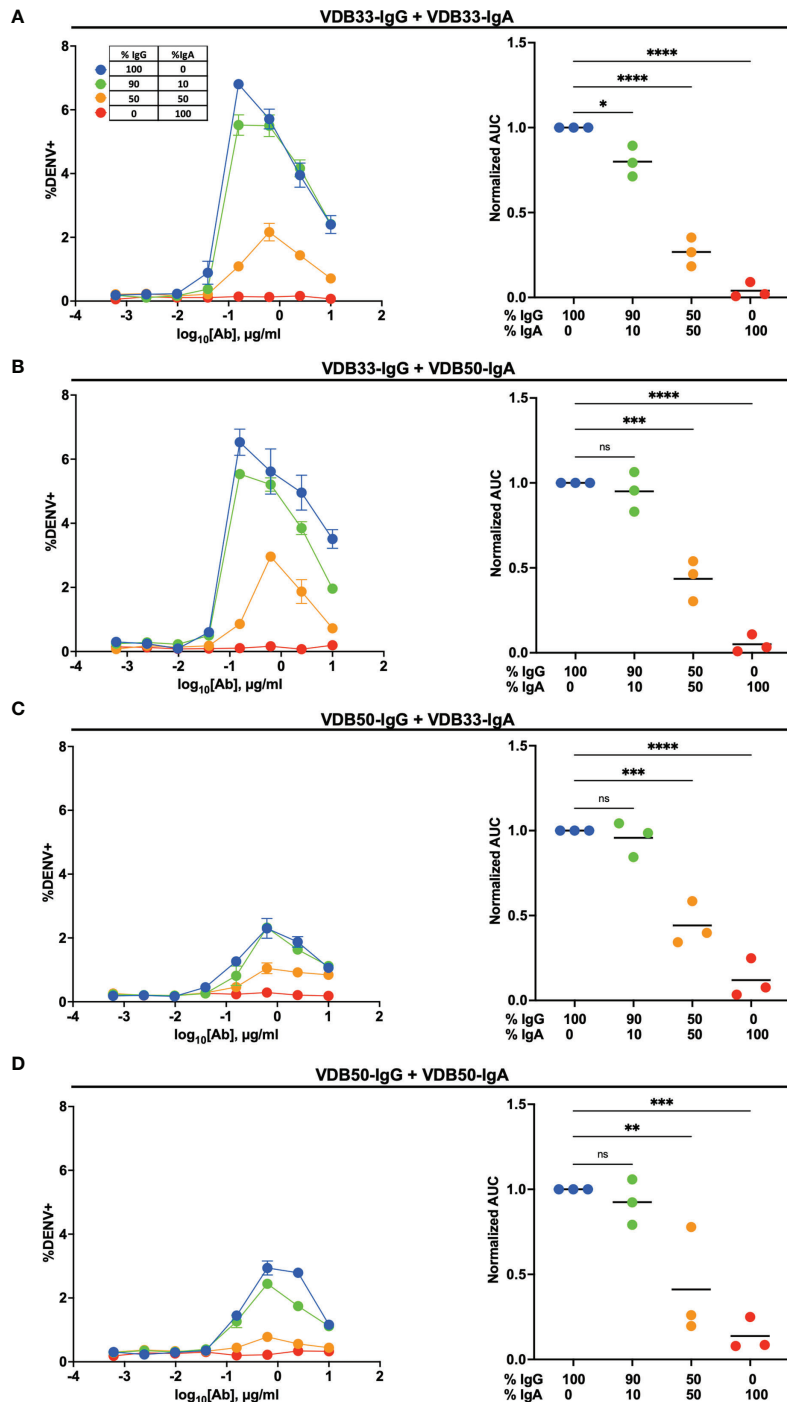 A
VDB33-IgG + VDB33-IgA
% IgG %IgA
100 0
90 10
50 50
0 100
8
6
4
2
0
%DENV+
-4 -3 -2 -1 0 1 2
log10[Ab], µg/ml
1.5
1.0
0.5
0.0
Normalized AUC
****
****
*
% IgG 100 90 50 0
% IgA 0 10 50 100
B
VDB33-IgG + VDB50-IgA
8
6
4
2
0
%DENV+
-4 -3 -2 -1 0 1 2
log10[Ab], µg/ml
1.5
1.0
0.5
0.0
Normalized AUC
****
***
ns
% IgG 100 90 50 0
% IgA 0 10 50 100
C
VDB50-IgG + VDB33-IgA
8
6
4
2
0
%DENV+
-4 -3 -2 -1 0 1 2
log10[Ab], µg/ml
1.5
1.0
0.5
0.0
Normalized AUC
****
***
ns
% IgG 100 90 50 0
% IgA 0 10 50 100
D
VDB50-IgG + VDB50-IgA
8
6
4
2
0
%DENV+
-4 -3 -2 -1 0 1 2
log10[Ab], µg/ml
1.5
1.0
0.5
0.0
Normalized AUC
***
**
ns
% IgG 100 90 50 0
% IgA 0 10 50 100